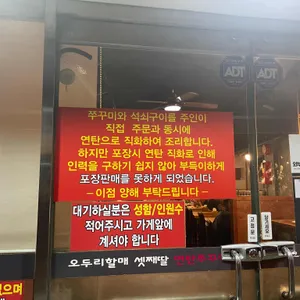 ADT
ADT
쭈꾸미와 석쇠구이를 주인이
직접 주문과 동시에
연탄으로 직화하여 조리합니다.
하지만 포장시 연탄 직화로 인해
인력을 구하기 쉽지 않아 부득이하게
포장판매를 못하게 되었습니다.
– 이점 양해 부탁드립니다 –
대기하실분은 성함/인원수
적어주시고 가게앞에
계셔야 합니다
고정문
오두리할매 셋째딸